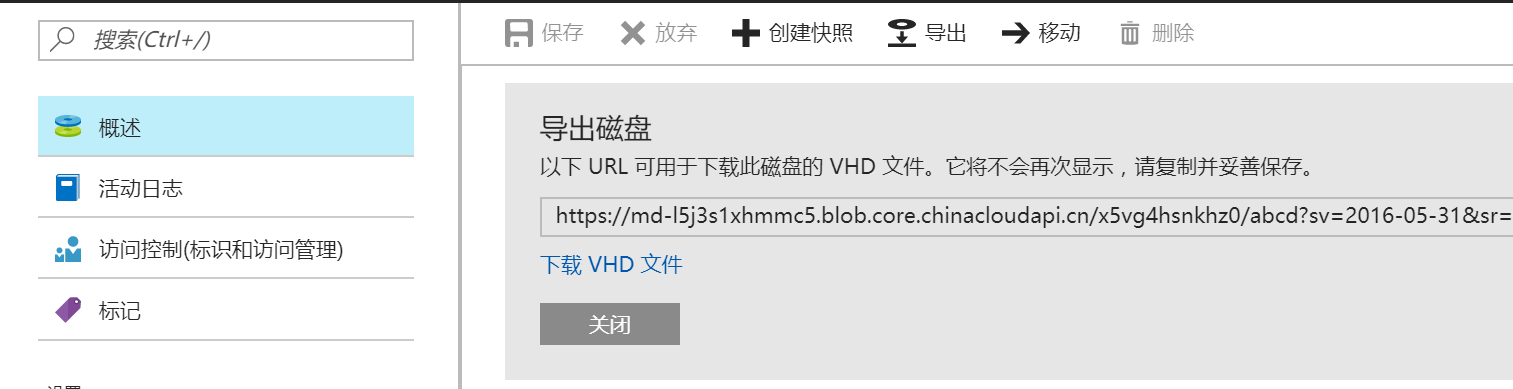 搜索(Ctrl+/)
概述
活动日志
访问控制(标识和访问管理)
标记
保存 放弃 创建快照 导出 移动 删除
导出磁盘
以下 URL 可用于下载此磁盘的 VHD 文件。它将不会再次显示，请复制并妥善保存。
https://md-l5j3s1xhmmc5.blob.core.chinacloudapi.cn/x5vg4hsnkhz0/abcd?sv=2016-05-31&sr=
下载 VHD 文件
关闭